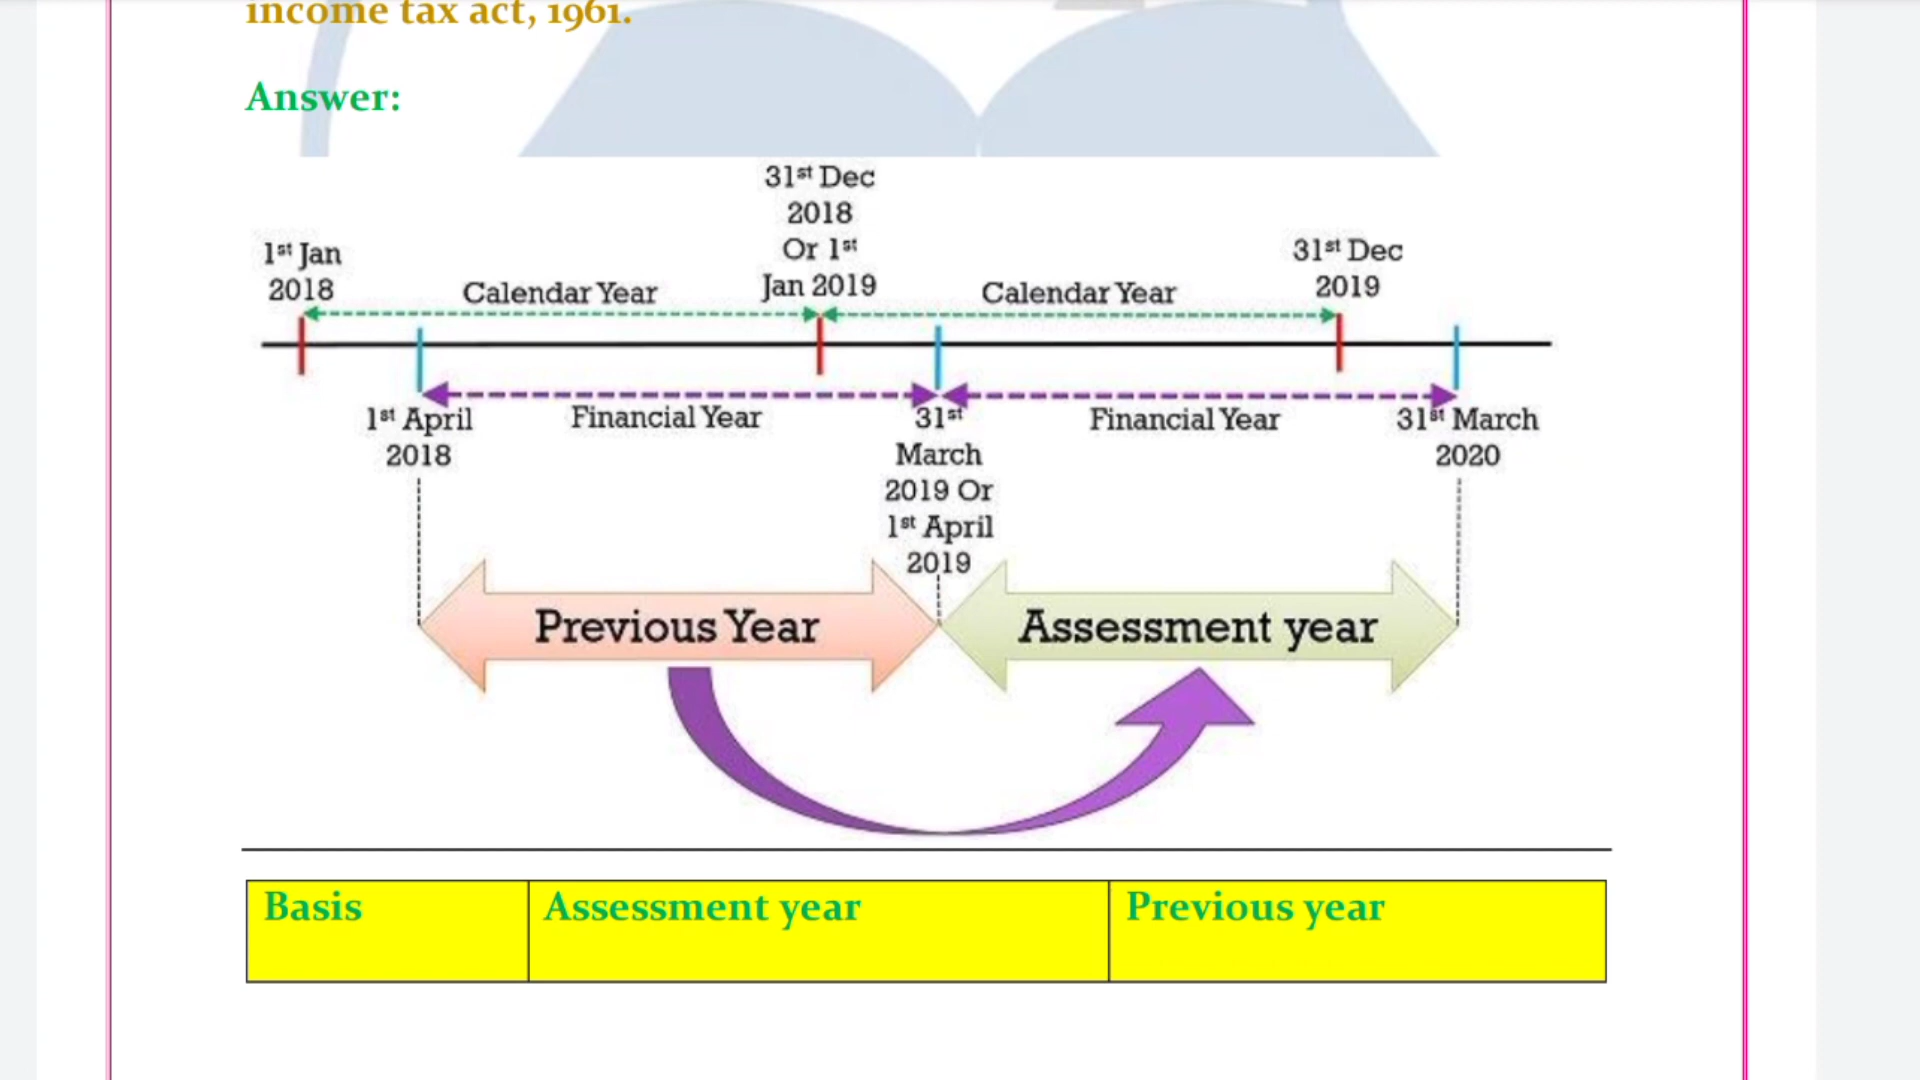 income tax act, 1961.
Answer:
31st Dec
2018
Or 1st
Jan 2019
1st Jan
2018
31st Dec
2019
Calendar Year
Calendar Year
1st April
2018
Financial Year
31st
March
2019 Or
1st April
2019
Financial Year
31st March
2020
Previous Year
Assessment year
Basis
Assessment year
Previous year